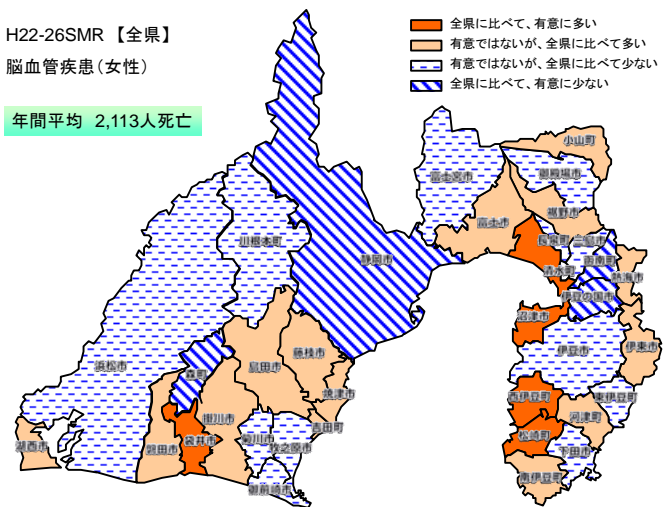 H22-26SMR 【全県】
脳血管疾患(女性)
年間平均 2,113人死亡
全県に比べて、有意に多い
有意ではないが、全県に比べて多い
有意ではないが、全県に比べて少ない
全県に比べて、有意に少ない
小山町
御殿場市
富士宮市
裾野市
富士市
長泉町
三島市
川根本町
静岡市
函南町
清水町
熱海市
伊豆の国市
沼津市
伊東市
伊豆市
藤枝市
島田市
浜松市
森町
焼津市
西伊豆町
東伊豆町
河津町
掛川市
吉田町
松崎町
湖西市
磐田市
袋井市
菊川市
牧之原市
下田市
南伊豆町
御前崎市